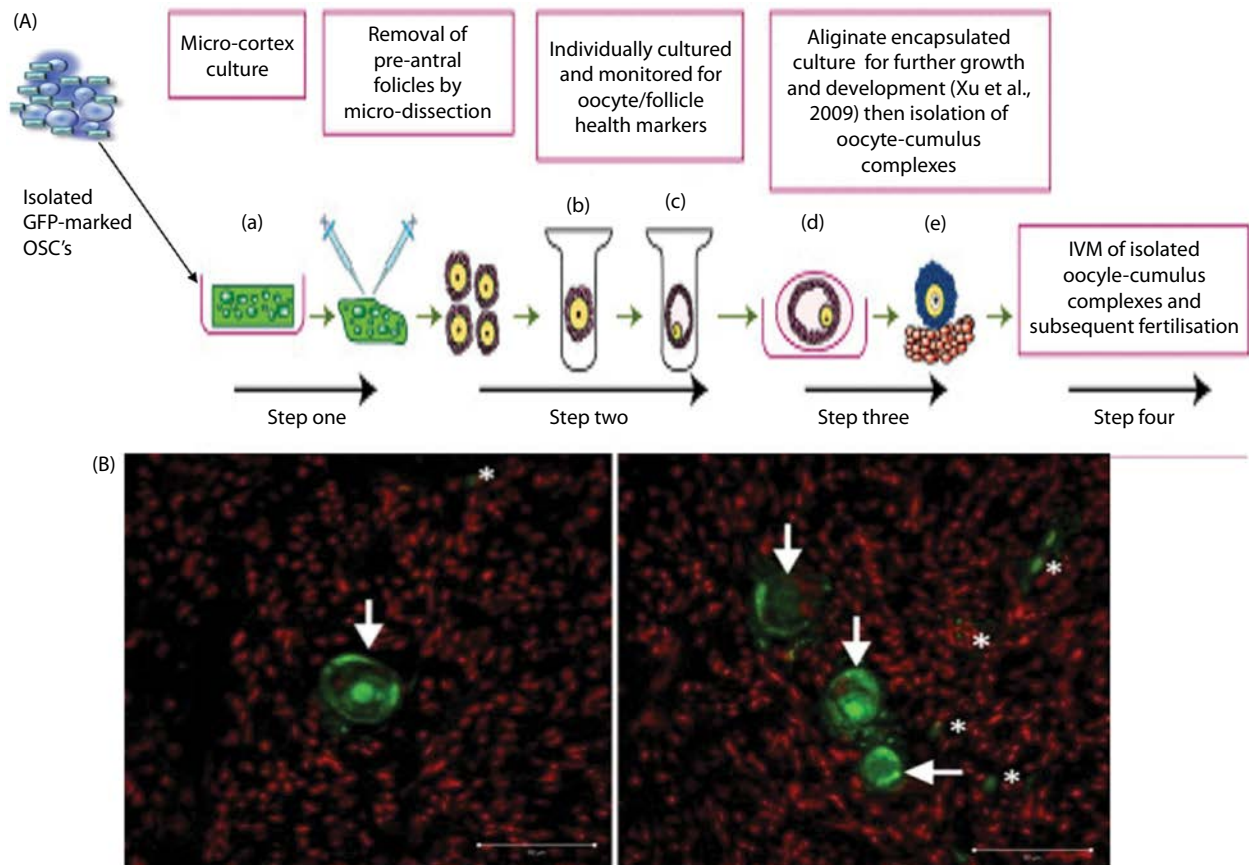 (A)
Micro-cortex
culture
Removal of
pre-antral
follicles by
micro-dissection
Individually cultured
and monitored for
oocyte/follicle
health markers
Aliginate encapsulated
culture for further growth
and development (Xu et al.,
2009) then isolation of
oocyte-cumulus
complexes
Isolated
GFP-marked
OSC's
(a)
(b)
(c)
(d)
(e)
IVM of isolated
oocyle-cumulus
complexes and
subsequent fertilisation
Step one
Step two
Step three
Step four
(B)
*
*
*
*
*